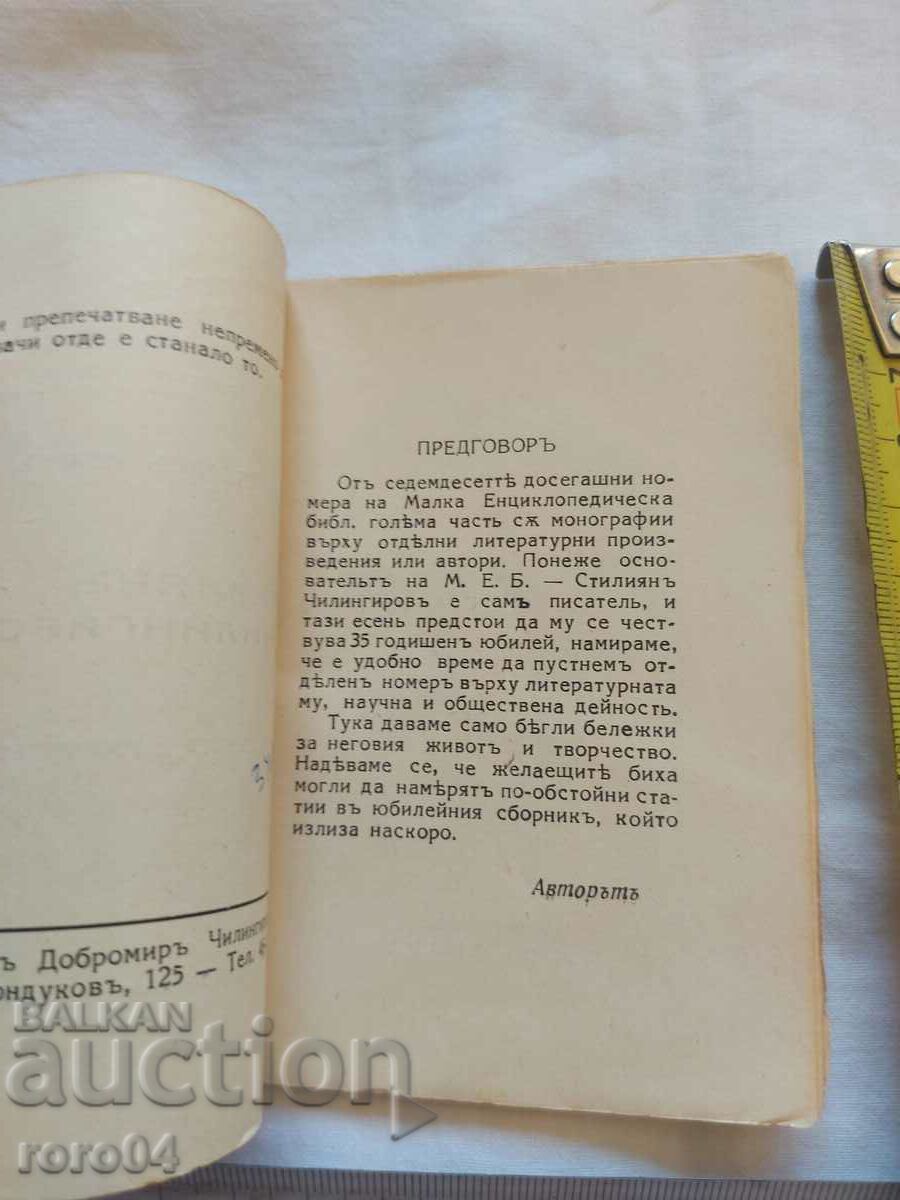 препечатване непремен
отде е станало то.
Добромиръ Чилинги
ондуковъ, 125 — Тел.
ПРЕДГОВОРЪ
Отъ седемдесеттѣ досегашни но-
мера на Малка Енциклопедическа
библ. голѣма часть сѫ монографии
върху отдѣлни литературни произ-
ведения или автори. Понеже осно-
вательтъ на М. Е. Б. — Стилиянъ
Чилингировъ е самъ писатель, и
тази есень предстои да му се чест-
вува 35 годишенъ юбилей, намираме,
че е удобно време да пустнемъ от-
дѣленъ номеръ върху литературната
му, научна и обществена дейность.
Тука даваме само бѣгли бележки
за неговия животъ и творчество.
Надѣваме се, че желаещитѣ биха
могли да намѣрятъ по-обстойни ста-
тии въ юбилейния сборникъ, който
излиза наскоро.
Авторътъ
BALKAN
auction
roro04